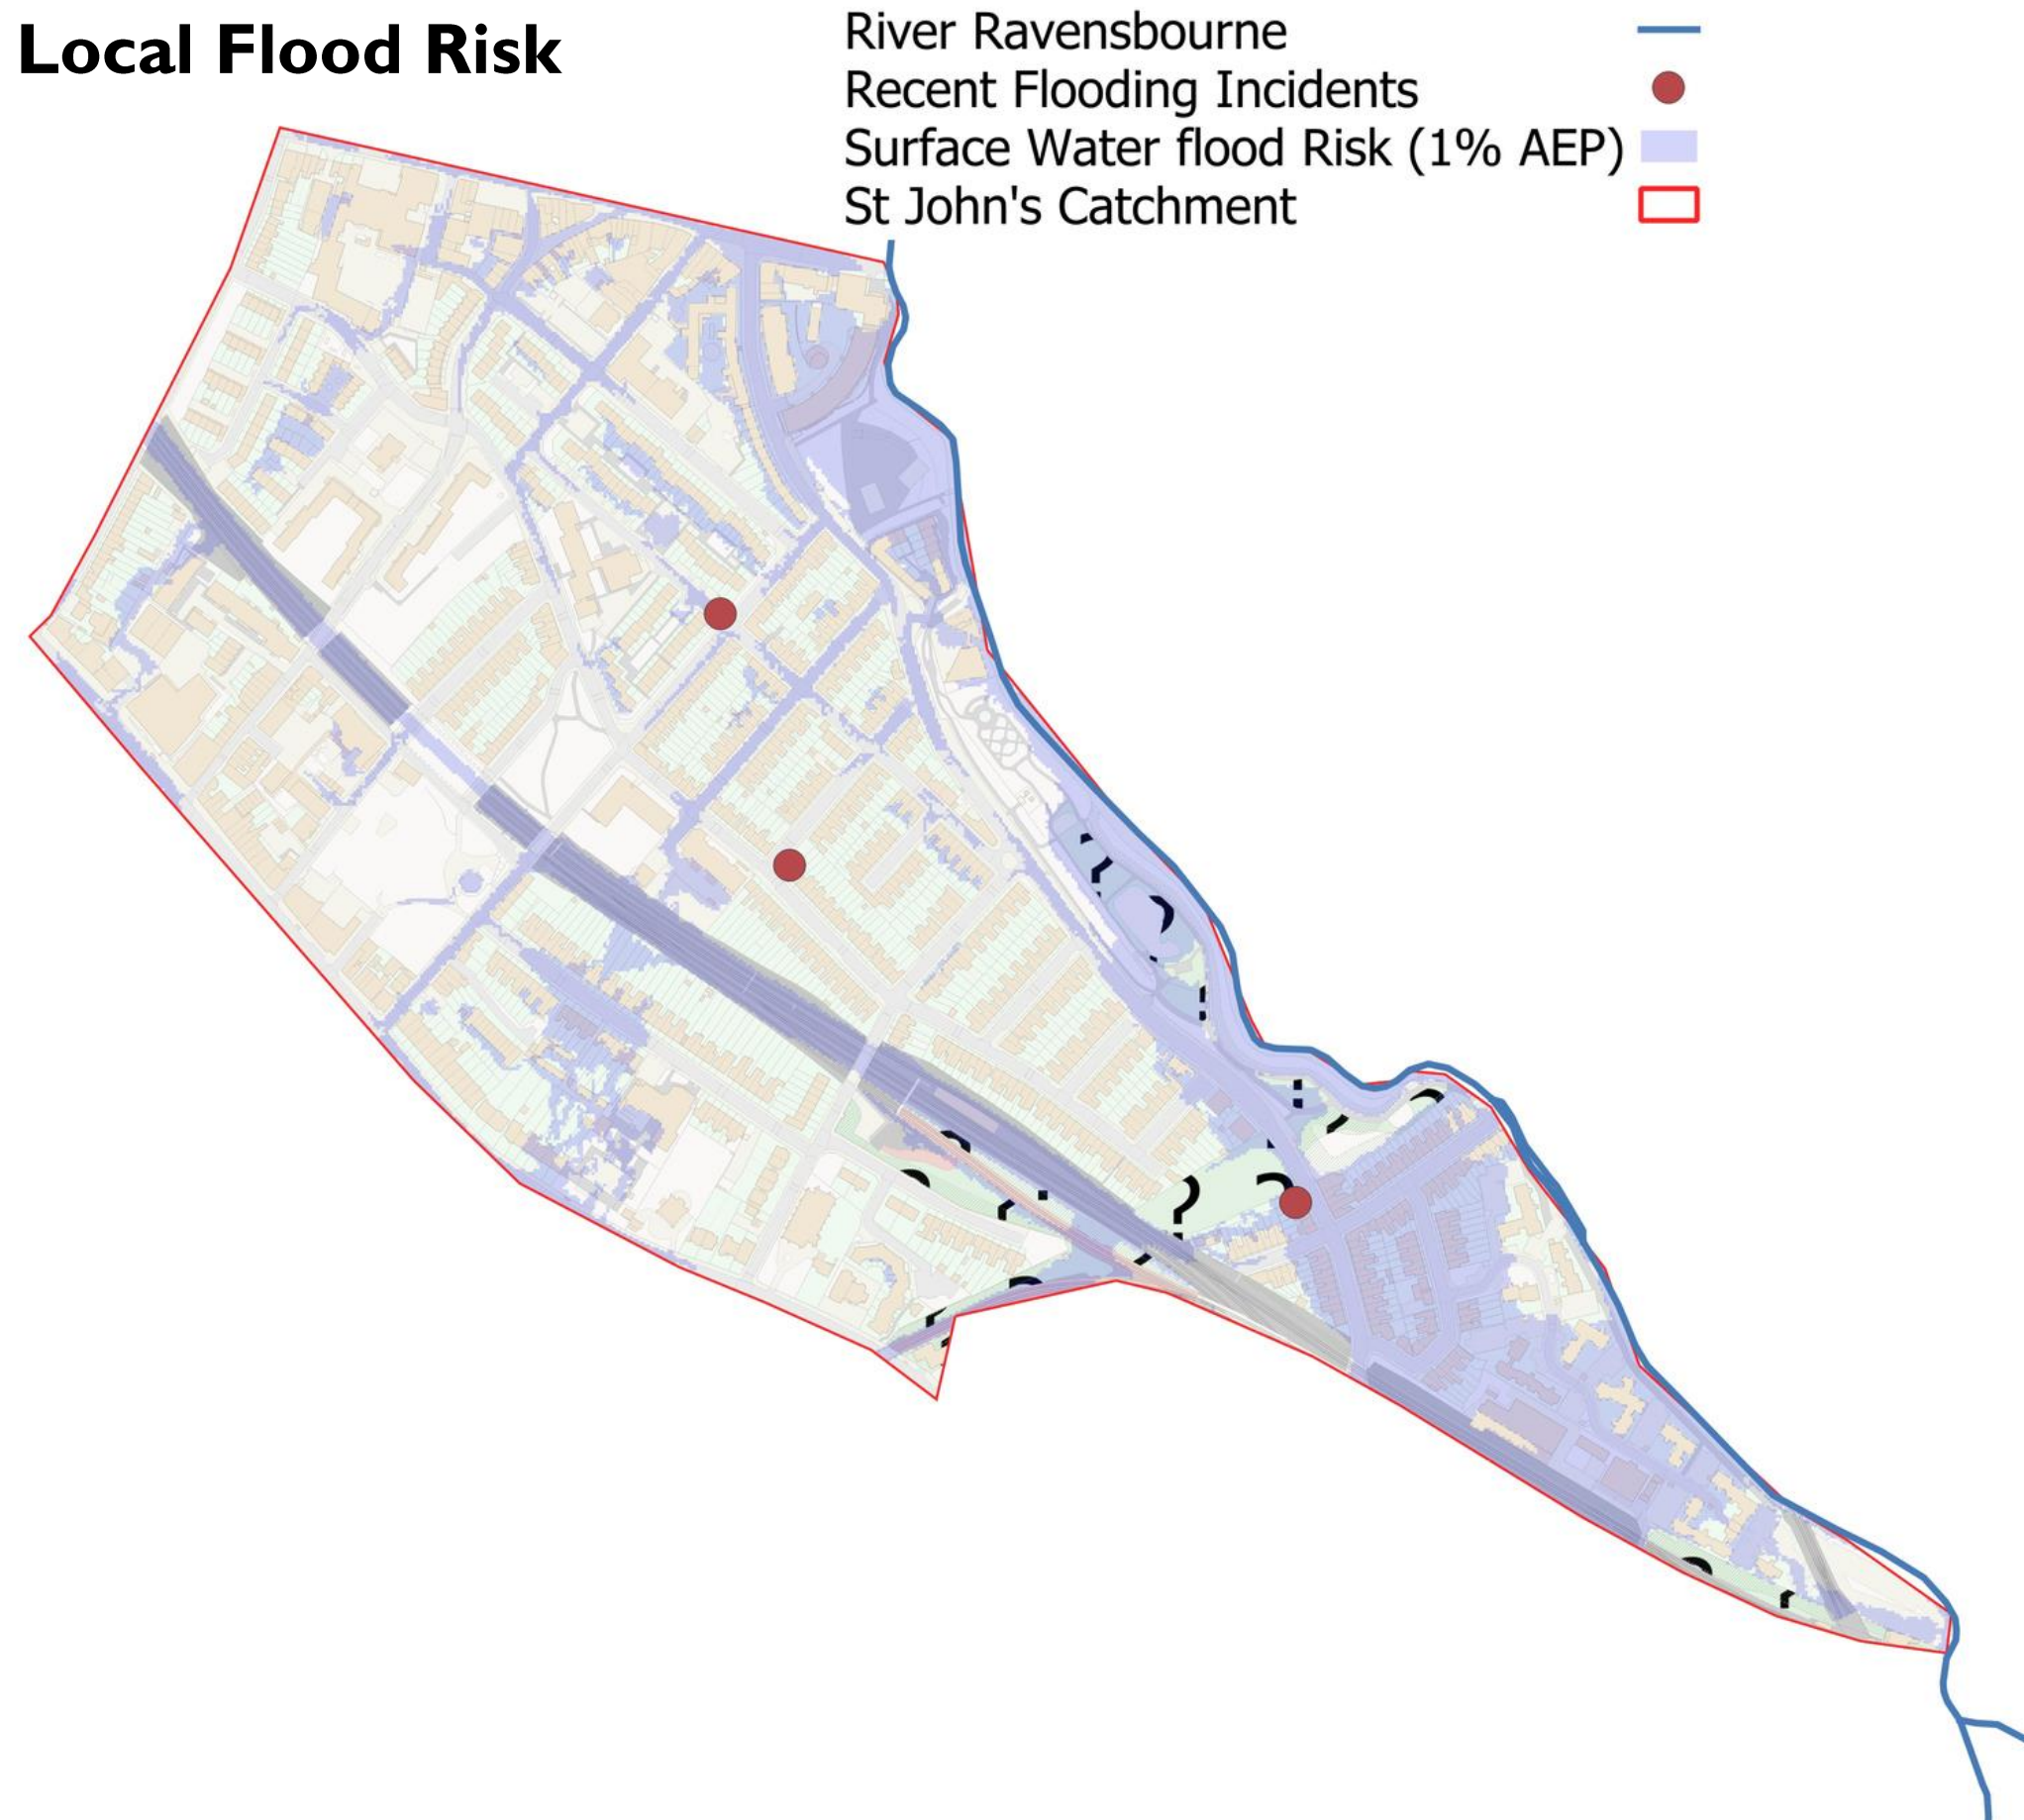 Local Flood Risk
River Ravensbourne
Recent Flooding Incidents
Surface Water flood Risk (1% AEP)
St John's Catchment